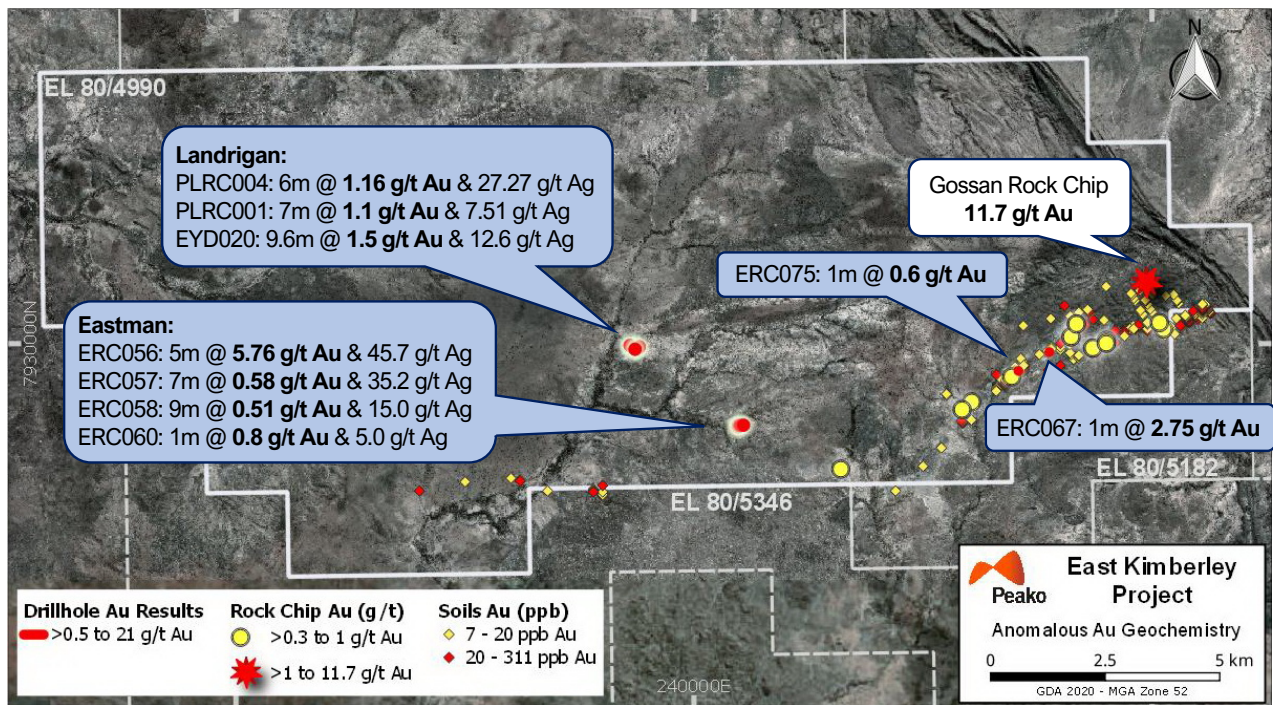 N
EL 80/4990
Landrigan:
PLRC004: 6m @ 1.16 g/t Au & 27.27 g/t Ag
PLRC001: 7m @ 1.1 g/t Au & 7.51 g/t Ag
EYD020: 9.6m @ 1.5 g/t Au & 12.6 g/t Ag
Gossan Rock Chip
11.7 g/t Au
ERC075: 1m @ 0.6 g/t Au
7930000N
Eastman:
ERC056: 5m @ 5.76 g/t Au & 45.7 g/t Ag
ERC057: 7m @ 0.58 g/t Au & 35.2 g/t Ag
ERC058: 9m @ 0.51 g/t Au & 15.0 g/t Ag
ERC060: 1m @ 0.8 g/t Au & 5.0 g/t Ag
ERC067: 1m @ 2.75 g/t Au
EL 80/5182
EL 80/5346
240000E
Drillhole Au Results
>0.5 to 21 g/t Au
Rock Chip Au (g/t)
>0.3 to 1 g/t Au
>1 to 11.7 g/t Au
Soils Au (ppb)
7 - 20 ppb Au
20 - 311 ppb Au
Peako
East Kimberley
Project
Anomalous Au Geochemistry
0 2.5 5 km
GDA 2020 - MGA Zone 52